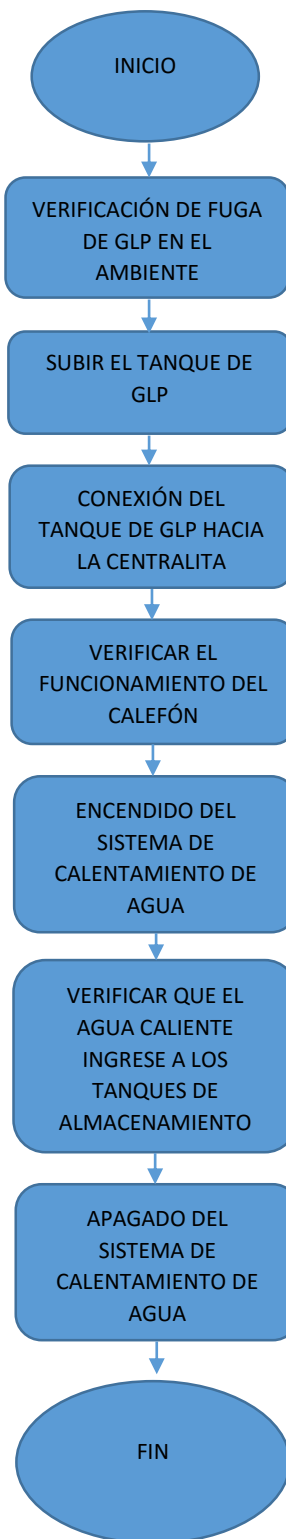 INICIO
VERIFICACIÓN DE FUGA
DE GLP EN EL
AMBIENTE
SUBIR EL TANQUE DE
GLP
CONEXIÓN DEL
TANQUE DE GLP HACIA
LA CENTRALITA
VERIFICAR EL
FUNCIONAMIENTO DEL
CALEFÓN
ENCENDIDO DEL
SISTEMA DE
CALENTAMIENTO DE
AGUA
VERIFICAR QUE EL
AGUA CALIENTE
INGRESE A LOS
TANQUES DE
ALMACENAMIENTO
APAGADO DEL
SISTEMA DE
CALENTAMIENTO DE
AGUA
FIN